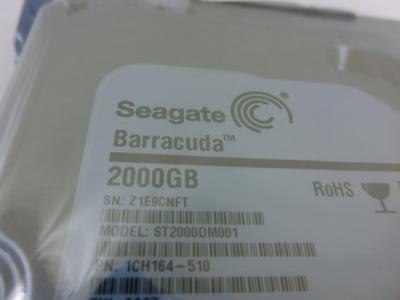 Seagate
Barracuda™
2000GB
RoHS
SN: Z1E9CNFT
MODEL: ST2000DM001
PN: 1CH164-510